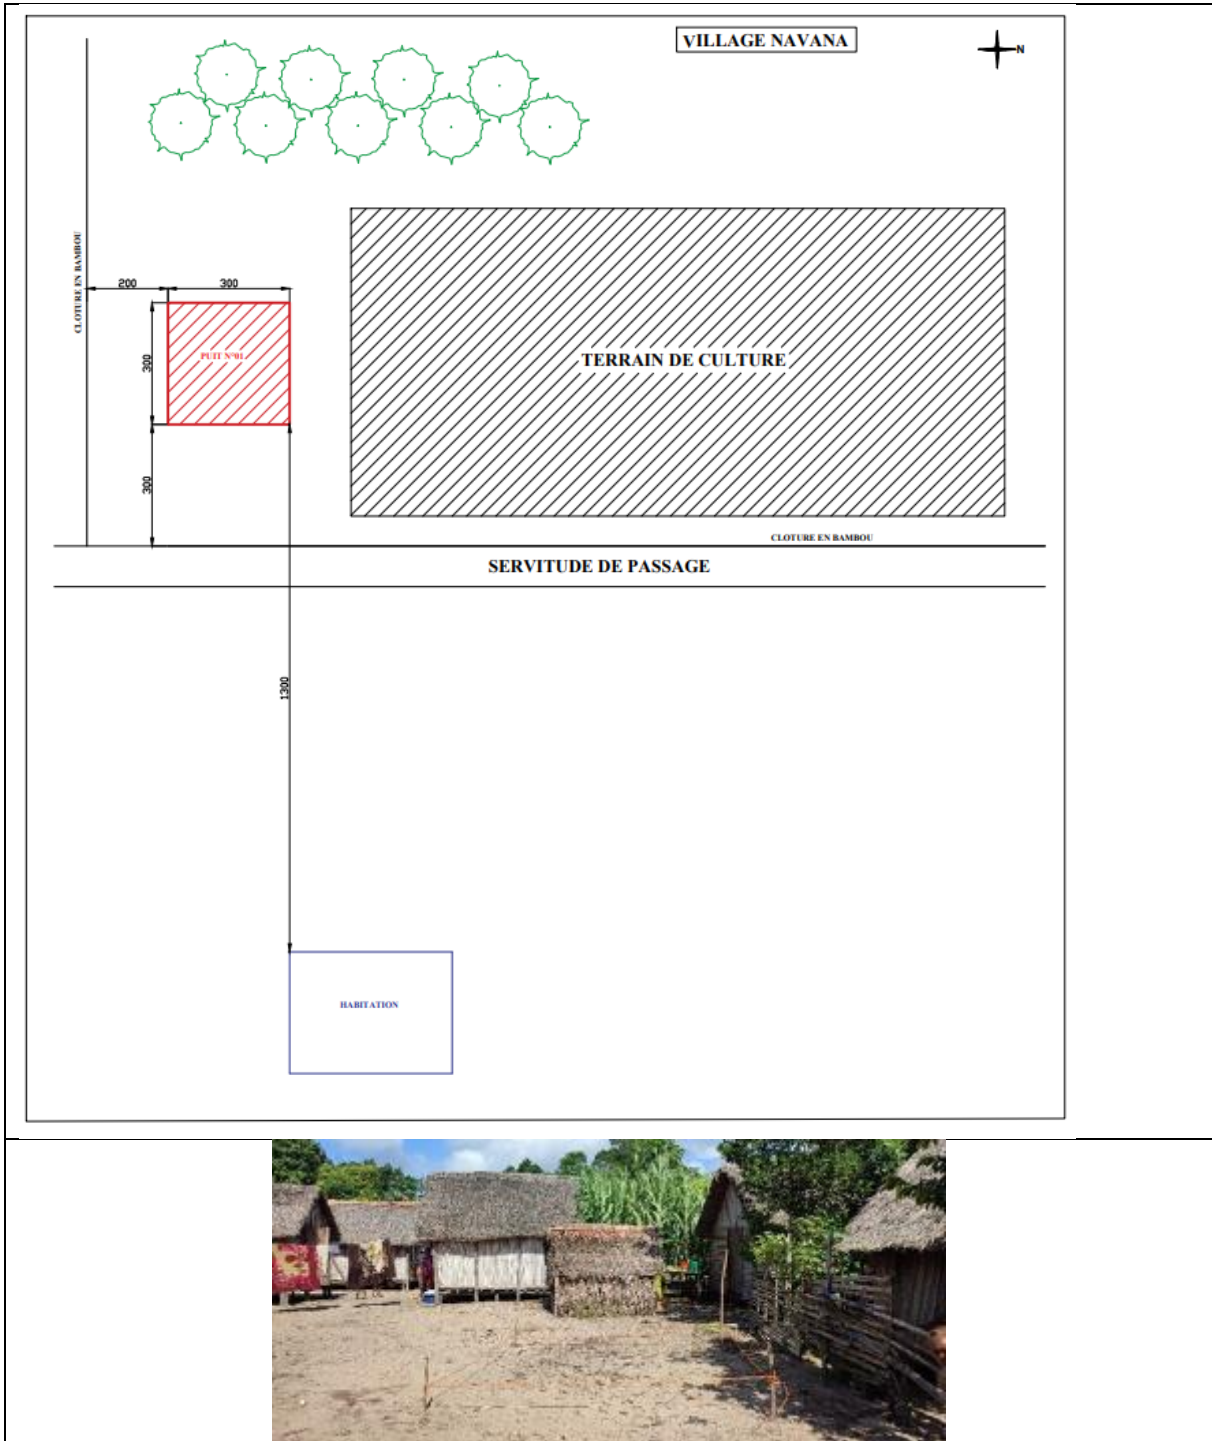 VILLAGE NAVANA
N
CLOTURE EN BAMBOU
200
300
300
PUIT N°01
TERRAIN DE CULTURE
300
CLOTURE EN BAMBOU
SERVITUDE DE PASSAGE
1300
HABITATION